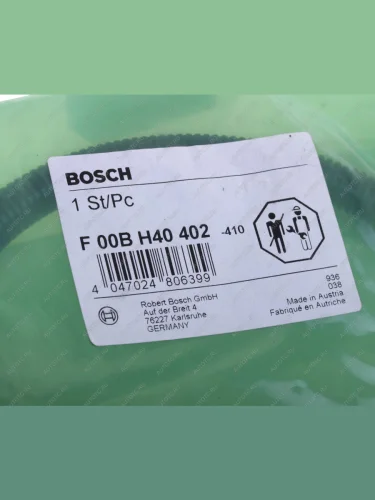 BOSCH
1 St/Pc
F 00B H40 402 -410
4 047024 806399
Robert Bosch GmbH
Auf der Breit 4
76227 Karlsruhe
GERMANY
936
038
Made in Austria
Fabriqué en Autriche